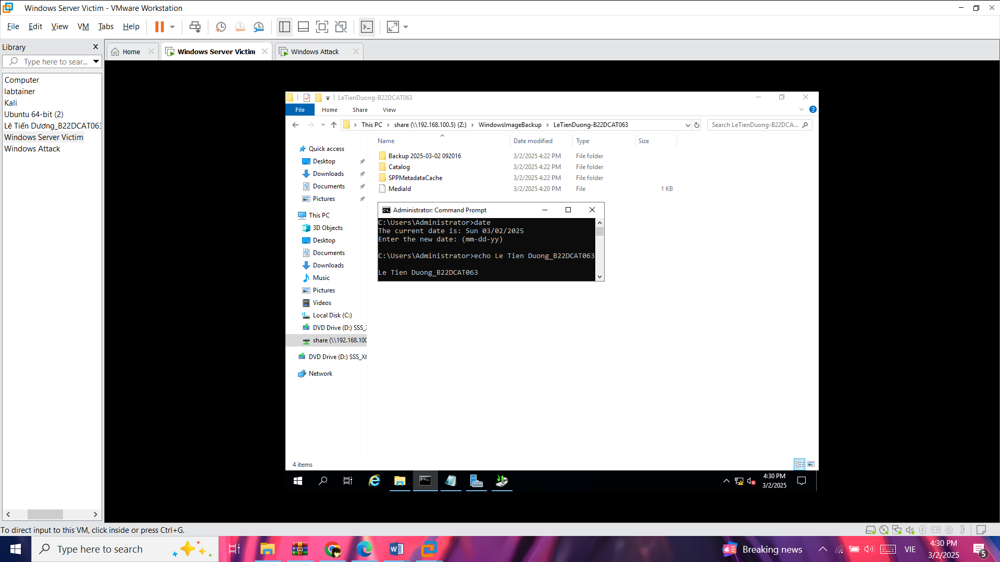 Windows Server Victim - VMware Workstation
File Edit View VM Tabs Help
Library
Type here to sear...
Computer
labtainer
Kali
Ubuntu 64-bit (2)
Lê Tiến Dương_B22DCAT063
Windows Server Victim
Windows Attack
Home
Windows Server Victim
Windows Attack
LeTienDuong-B22DCAT063
File Home Share View
This PC share (\\192.168.100.5) (Z:) WindowsImageBackup LeTienDuong-B22DCAT063
Search LeTienDuong-B22DCA...
Quick access
Desktop
Downloads
Documents
Pictures
This PC
3D Objects
Desktop
Documents
Downloads
Music
Pictures
Videos
Local Disk (C:)
DVD Drive (D:) SSS_
share (\\192.168.100
DVD Drive (D:) SSS_X6
Network
Name Date modified Type Size
Backup 2025-03-02 092016 3/2/2025 4:22 PM File folder
Catalog 3/2/2025 4:22 PM File folder
SPPMetadataCache 3/2/2025 4:22 PM File folder
MediaId 3/2/2025 4:20 PM File 1 KB
Administrator: Command Prompt
C:\Users\Administrator>date
The current date is: Sun 03/02/2025
Enter the new date: (mm-dd-yy)
C:\Users\Administrator>echo Le Tien Duong_B22DCAT063
Le Tien Duong_B22DCAT063
4 items
4:30 PM
3/2/2025
To direct input to this VM, click inside or press Ctrl+G.
Type here to search
Breaking news
VIE
4:30 PM
3/2/2025
5